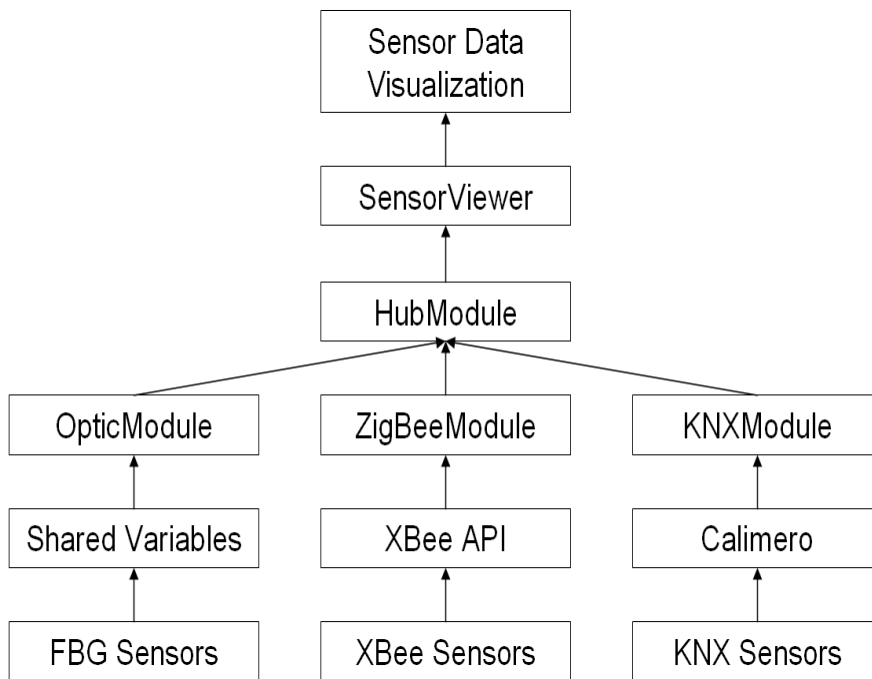 Sensor Data
Visualization
SensorViewer
HubModule
OpticModule
ZigBeeModule
KNXModule
Shared Variables
XBee API
Calimero
FBG Sensors
XBee Sensors
KNX Sensors